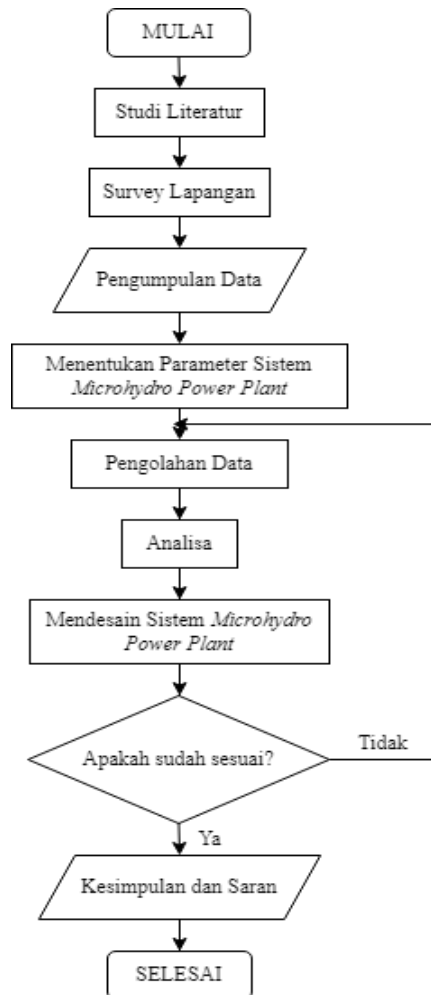 MULAI
Studi Literatur
Survey Lapangan
Pengumpulan Data
Menentukan Parameter Sistem
Microhydro Power Plant
Pengolahan Data
Analisa
Mendesain Sistem Microhydro
Power Plant
Apakah sudah sesuai?
Tidak
Ya
Kesimpulan dan Saran
SELESAI